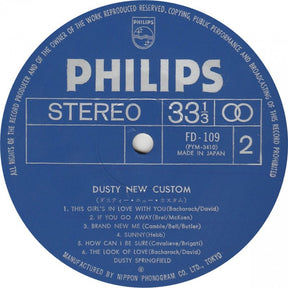 ALL RIGHTS OF THE RECORD PRODUCER AND OF THE OWNER OF THE WORK REPRODUCED RESERVED. COPYING, PUBLIC PERFORMANCE AND BROADCASTING OF THIS RECORD PROHIBITED
PHILIPS
STEREO 33 1/3
FD-109
(PYM-3410)
MADE IN JAPAN
2
DUSTY NEW CUSTOM
(ダスティー・ニュー・カスタム)
1. THIS GIRL'S IN LOVE WITH YOU(Bacharach/David)
2. IF YOU GO AWAY(Brel/McKuen)
3. BRAND NEW ME (Gamble/Bell/Butler)
4. SUNNY(Hebb)
5. HOW CAN I BE SURE(Cavaliere/Brigatti)
6. THE LOOK OF LOVE(Bacharach/David)
DUSTY SPRINGFIELD
MANUFACTURED BY NIPPON PHONOGRAM CO., LTD., TOKYO